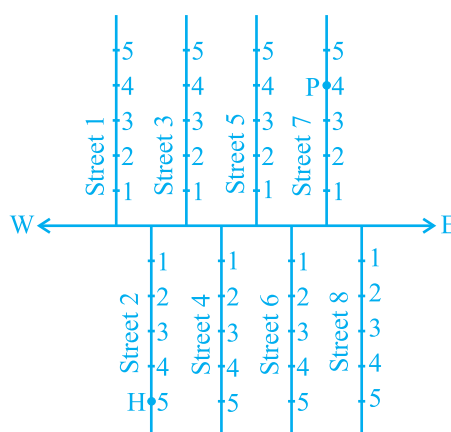 5 5 5 5
4 4 4 P 4
3 3 3 3
2 2 2 2
1 1 1 1
Street 1 Street 3 Street 5 Street 7
W E
1 1 1 1
2 2 2 2
3 3 3 3
4 4 4 4
H 5 5 5 5
Street 2 Street 4 Street 6 Street 8